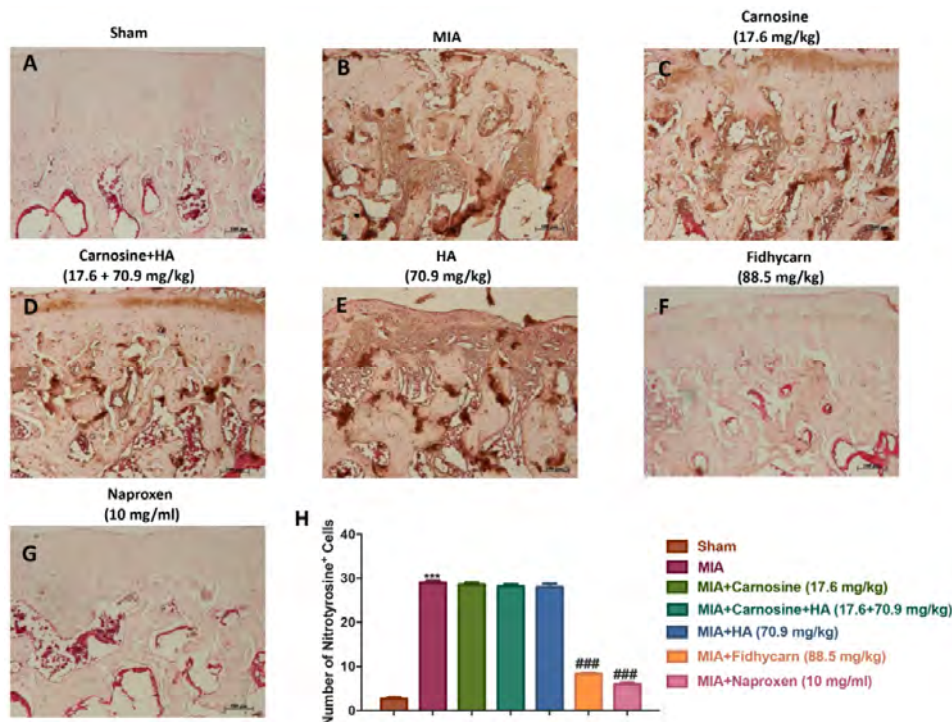 Sham
A
MIA
B
Carnosine
(17.6 mg/kg)
C
Carnosine+HA
(17.6 + 70.9 mg/kg)
D
HA
(70.9 mg/kg)
E
Fidhycarn
(88.5 mg/kg)
F
Naproxen
(10 mg/ml)
G
H
Number of Nitrotyrosine+ Cells
40
30
20
10
0
***
###
###
Sham
MIA
MIA+Carnosine (17.6 mg/kg)
MIA+Carnosine+HA (17.6+70.9 mg/kg)
MIA+HA (70.9 mg/kg)
MIA+Fidhycarn (88.5 mg/kg)
MIA+Naproxen (10 mg/ml)